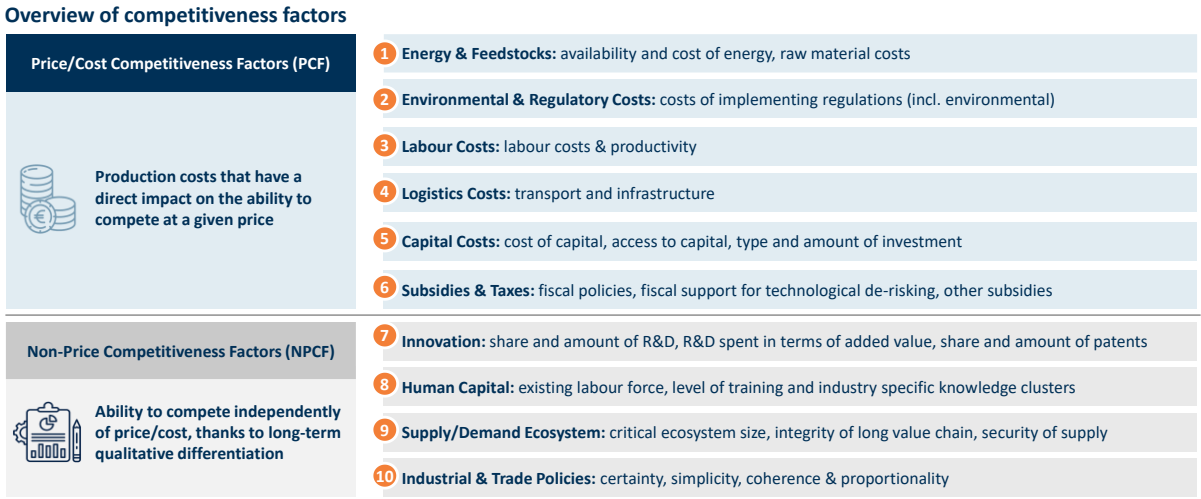 Overview of competitiveness factors
Price/Cost Competitiveness Factors (PCF)
Production costs that have a
direct impact on the ability to
compete at a given price
€
1 Energy & Feedstocks: availability and cost of energy, raw material costs
2 Environmental & Regulatory Costs: costs of implementing regulations (incl. environmental)
3 Labour Costs: labour costs & productivity
4 Logistics Costs: transport and infrastructure
5 Capital Costs: cost of capital, access to capital, type and amount of investment
6 Subsidies & Taxes: fiscal policies, fiscal support for technological de-risking, other subsidies
Non-Price Competitiveness Factors (NPCF)
Ability to compete independently
of price/cost, thanks to long-term
qualitative differentiation
7 Innovation: share and amount of R&D, R&D spent in terms of added value, share and amount of patents
8 Human Capital: existing labour force, level of training and industry specific knowledge clusters
9 Supply/Demand Ecosystem: critical ecosystem size, integrity of long value chain, security of supply
10 Industrial & Trade Policies: certainty, simplicity, coherence & proportionality